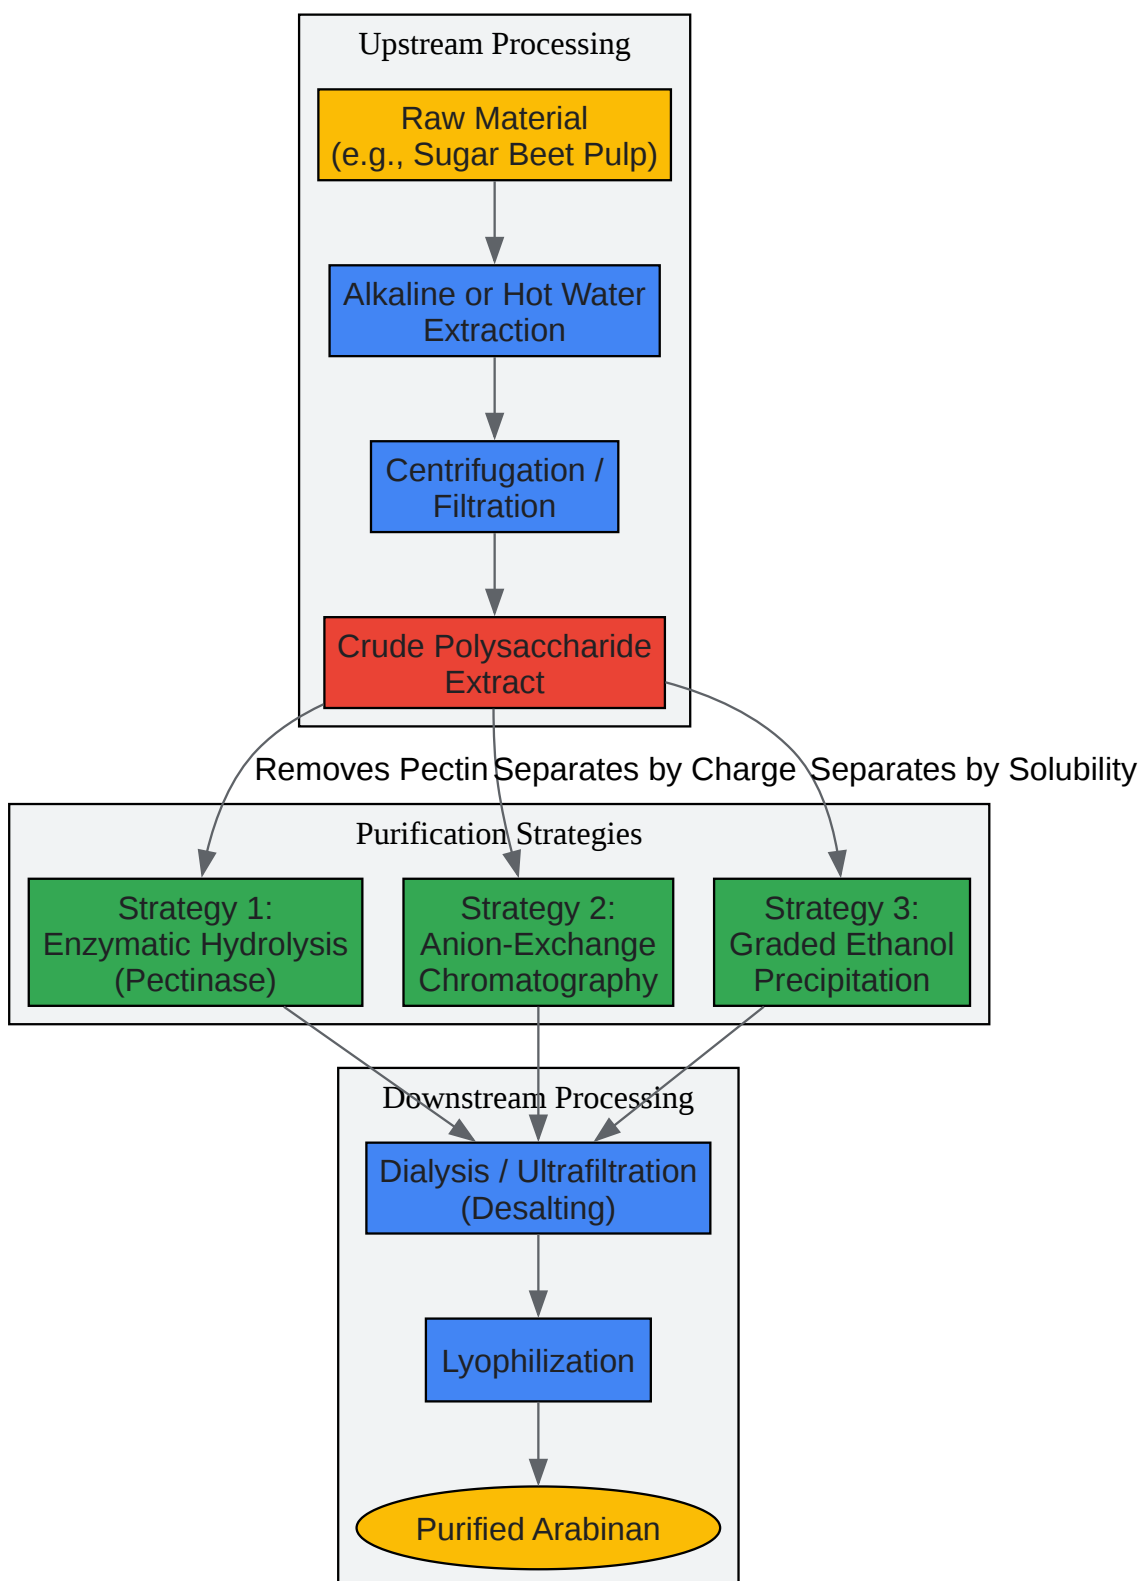 Upstream Processing
Raw Material
(e.g., Sugar Beet Pulp)
Alkaline or Hot Water
Extraction
Centrifugation /
Filtration
Crude Polysaccharide
Extract
Removes Pectin
Separates by Charge
Separates by Solubility
Purification Strategies
Strategy 1:
Enzymatic Hydrolysis
(Pectinase)
Strategy 2:
Anion-Exchange
Chromatography
Strategy 3:
Graded Ethanol
Precipitation
Downstream Processing
Dialysis / Ultrafiltration
(Desalting)
Lyophilization
Purified Arabinan